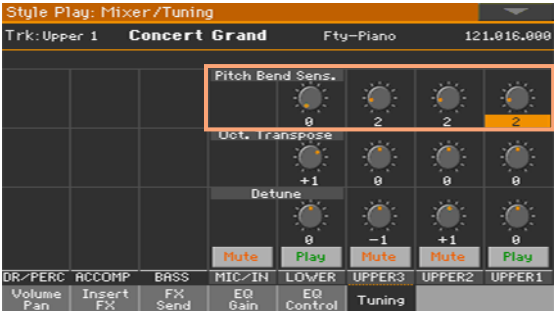 Style Play: Mixer/Tuning
Trk: Upper 1 Concert Grand Fty-Piano 121.016.000
Pitch Bend Sens.
0 2 2 2
Oct. Transpose
+1 0 0 0
Detune
0 -1 +1 0
Mute Play Mute Mute Play
DR/PERC ACCOMP BASS MIC/IN LOWER UPPER3 UPPER2 UPPER1
Volume Pan Insert FX FX Send EQ Gain EQ Control Tuning